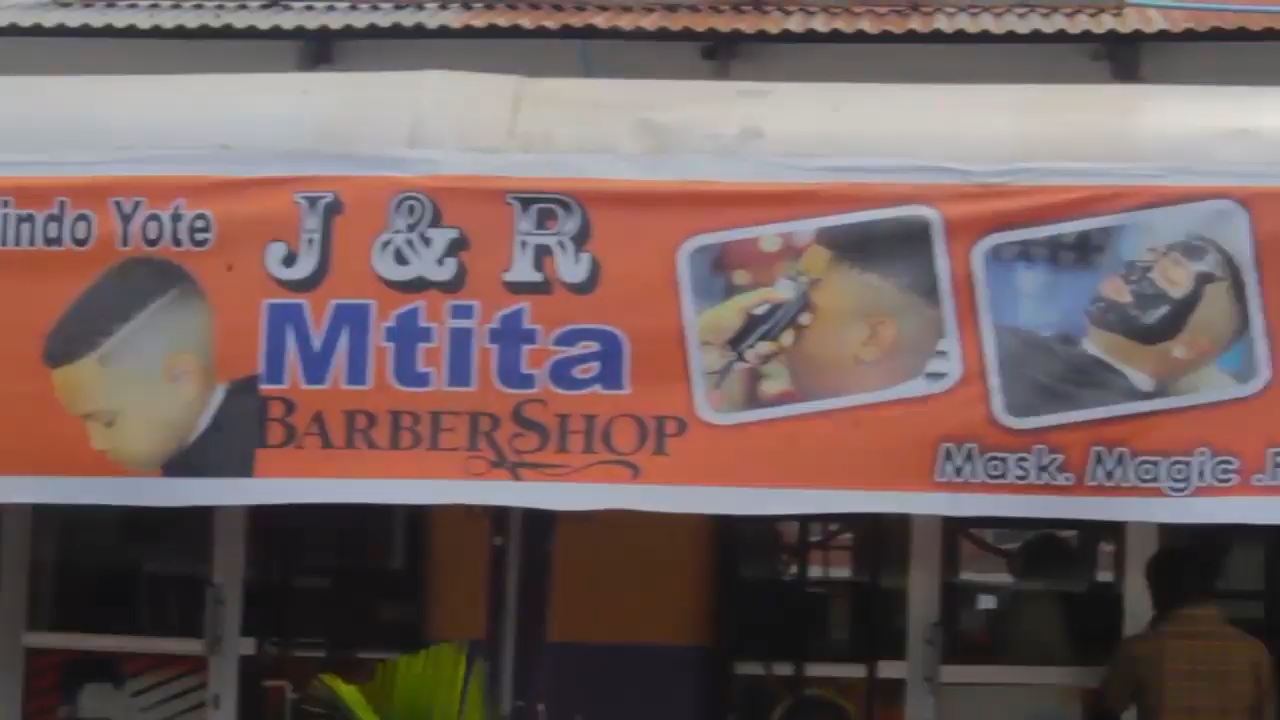 indo Yote
J & R
Mtita
BARBERSHOP
Mask. Magic .